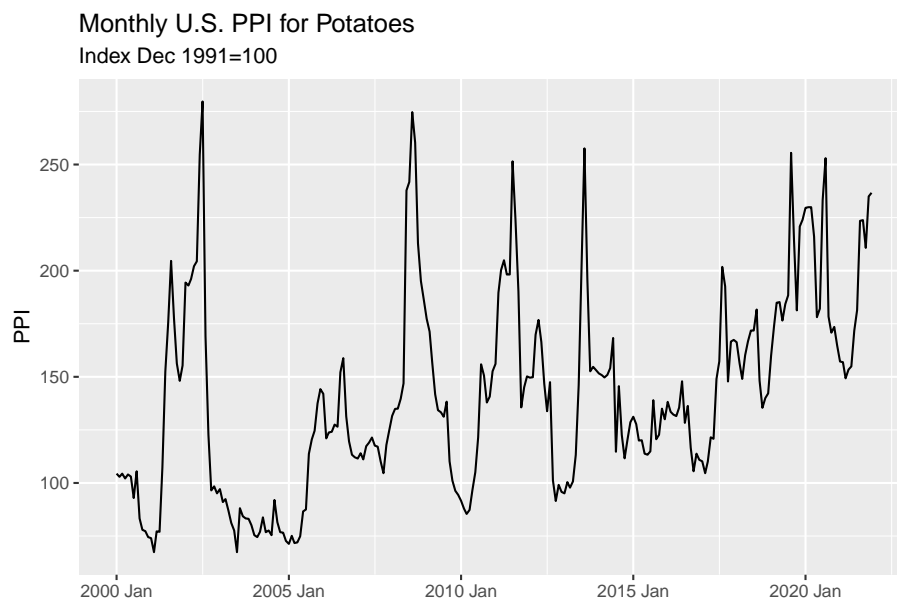 Monthly U.S. PPI for Potatoes
Index Dec 1991=100
250
200
150
100
PPI
2000 Jan
2005 Jan
2010 Jan
2015 Jan
2020 Jan